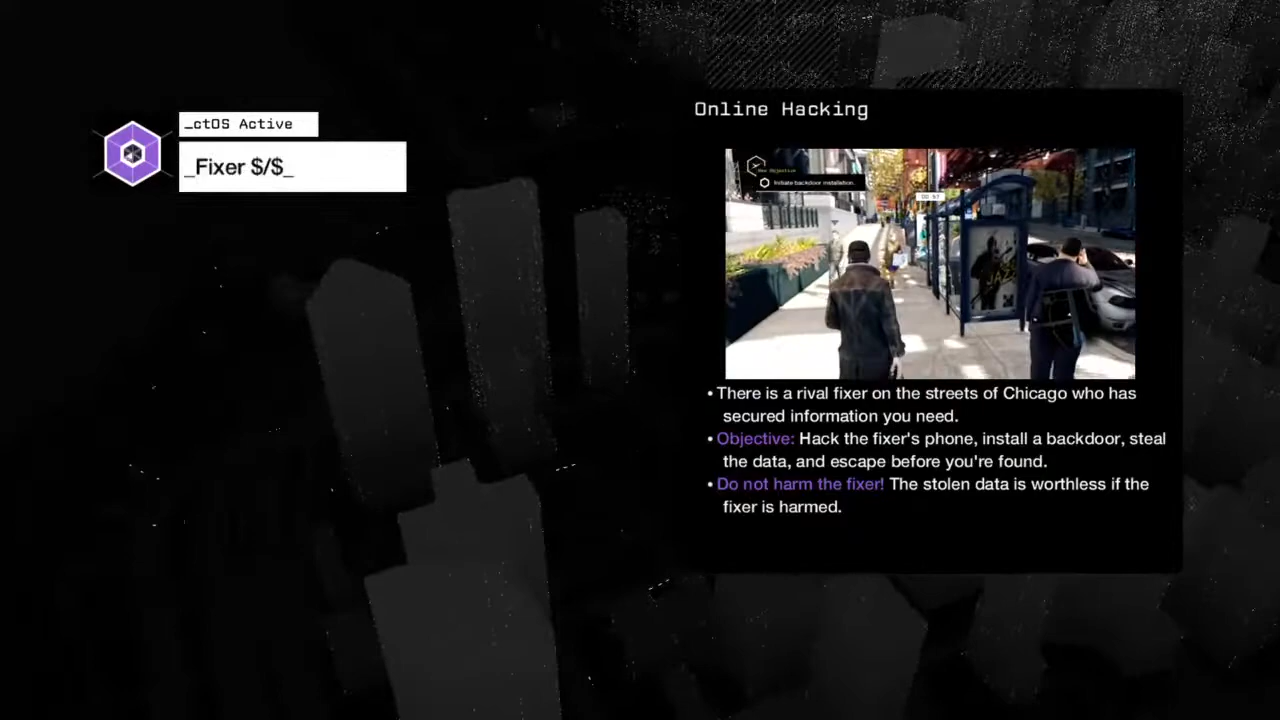 _ctOS Active
_Fixer $/$_
Online Hacking
New Objective
Initiate backdoor installation.
• There is a rival fixer on the streets of Chicago who has
secured information you need.
• Objective: Hack the fixer's phone, install a backdoor, steal
the data, and escape before you're found.
• Do not harm the fixer! The stolen data is worthless if the
fixer is harmed.